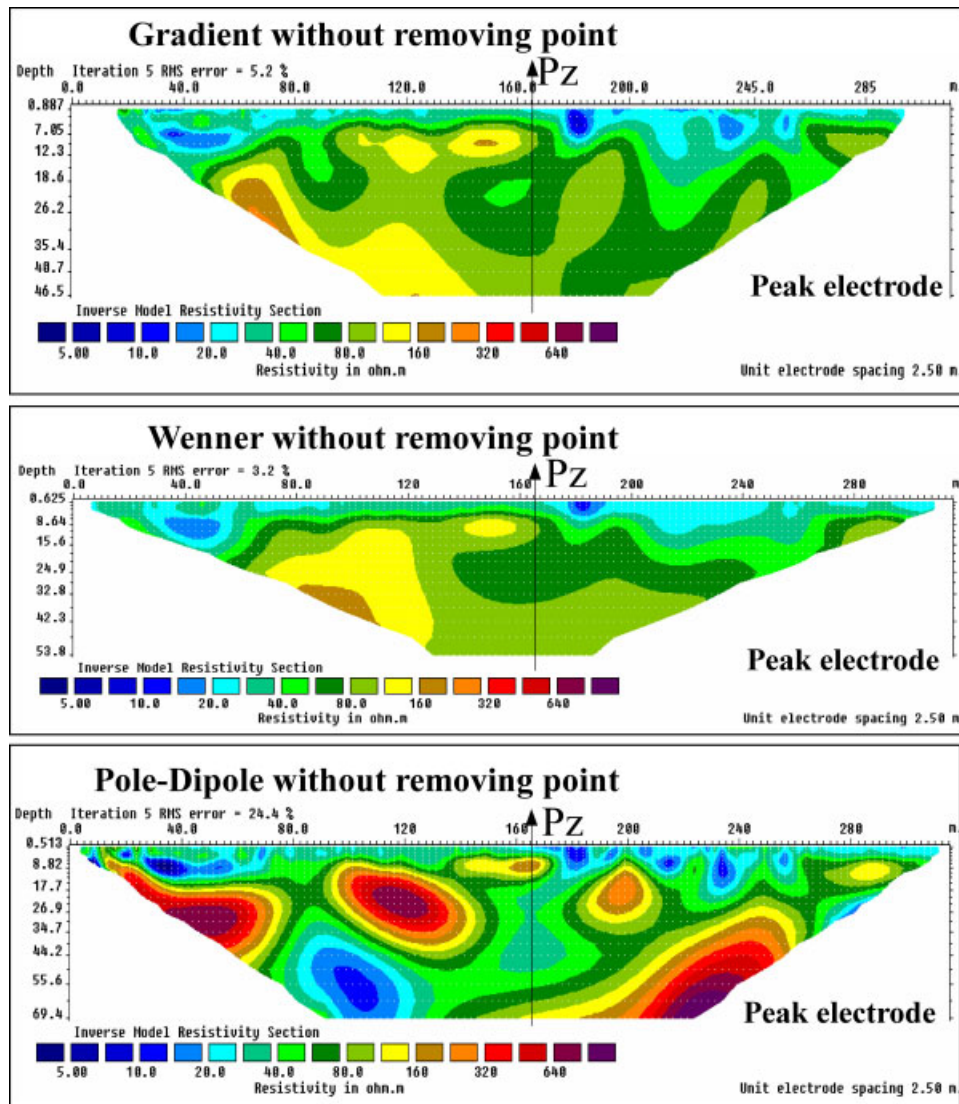 Gradient without removing point
Depth Iteration 5 RMS error = 5.2 %
0.0 40.0 80.0 120.0 160.0 Pz 200.0 245.0 285 m.
0.887
7.05
12.3
18.6
26.2
35.4
40.7
46.5
Peak electrode
Inverse Model Resistivity Section
5.00 10.0 20.0 40.0 80.0 160 320 640
Resistivity in ohm.m
Unit electrode spacing 2.50 m.
Wenner without removing point
Depth Iteration 5 RMS error = 3.2 %
0.0 40.0 80.0 120 160 Pz 200 240 280 m.
0.625
8.64
15.6
24.9
32.8
42.3
53.8
Peak electrode
Inverse Model Resistivity Section
5.00 10.0 20.0 40.0 80.0 160 320 640
Resistivity in ohm.m
Unit electrode spacing 2.50 m.
Pole-Dipole without removing point
Depth Iteration 5 RMS error = 24.4 %
0.0 40.0 80.0 120 160 Pz 200 240 280 m.
0.513
8.82
17.7
26.9
34.7
44.2
55.6
69.4
Peak electrode
Inverse Model Resistivity Section
5.00 10.0 20.0 40.0 80.0 160 320 640
Resistivity in ohm.m
Unit electrode spacing 2.50 m.